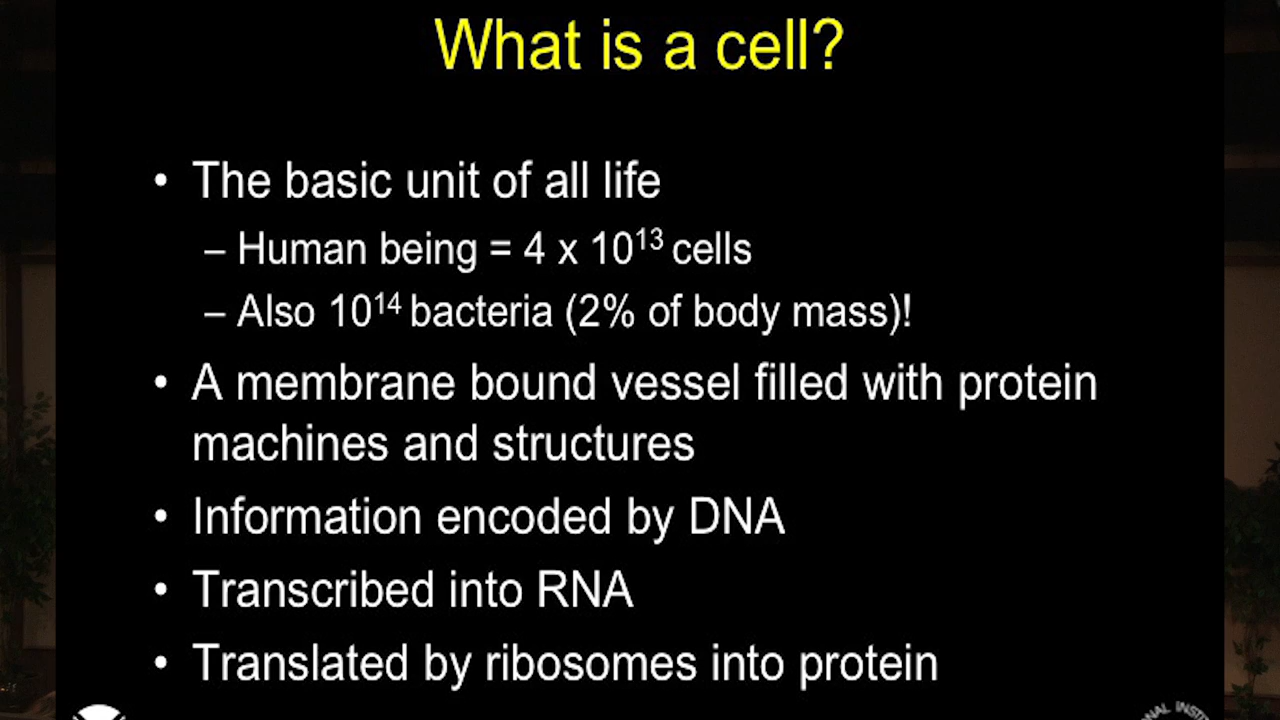 What is a cell?
• The basic unit of all life
– Human being = 4 x 10¹³ cells
– Also 10¹⁴ bacteria (2% of body mass)!
• A membrane bound vessel filled with protein
machines and structures
• Information encoded by DNA
• Transcribed into RNA
• Translated by ribosomes into protein